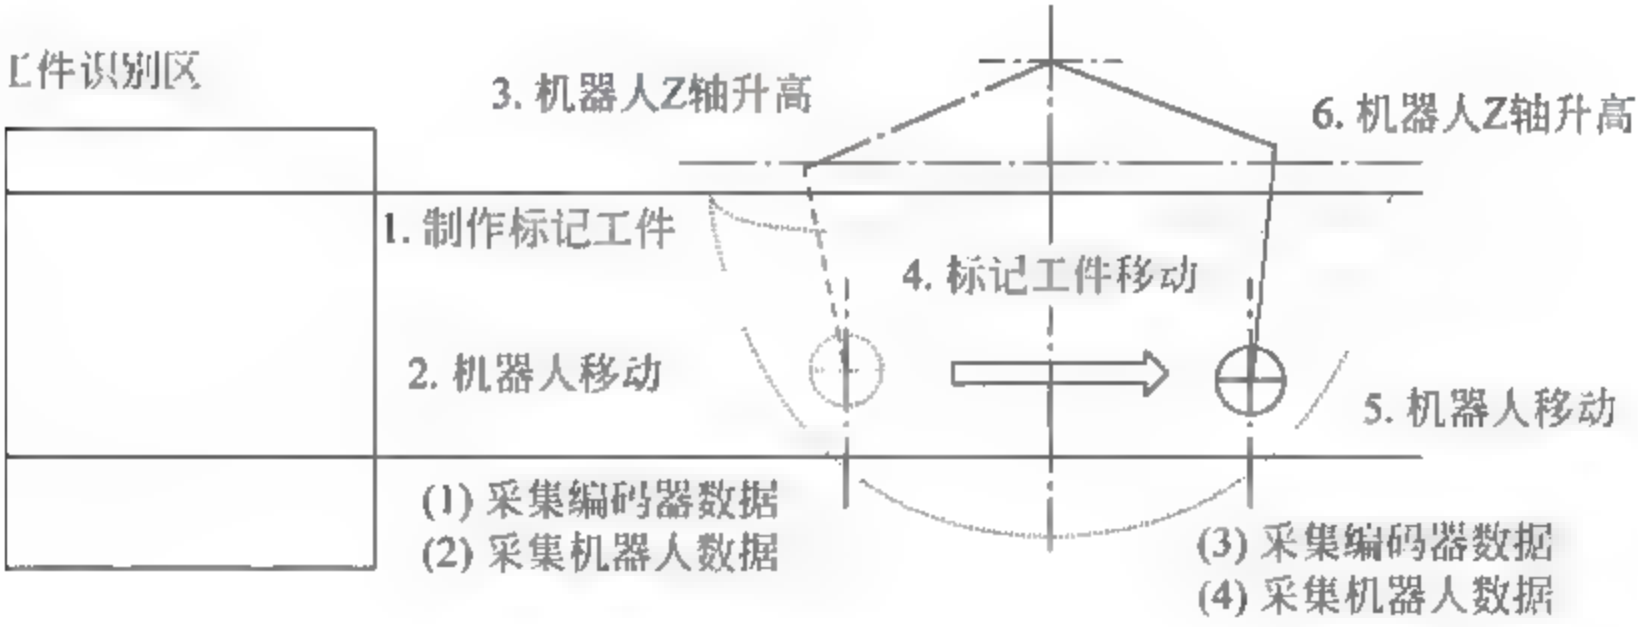 工件识别区
3. 机器人Z轴升高
6. 机器人Z轴升高
1. 制作标记工件
4. 标记工件移动
2. 机器人移动
5. 机器人移动
(1) 采集编码器数据
(2) 采集机器人数据
(3) 采集编码器数据
(4) 采集机器人数据